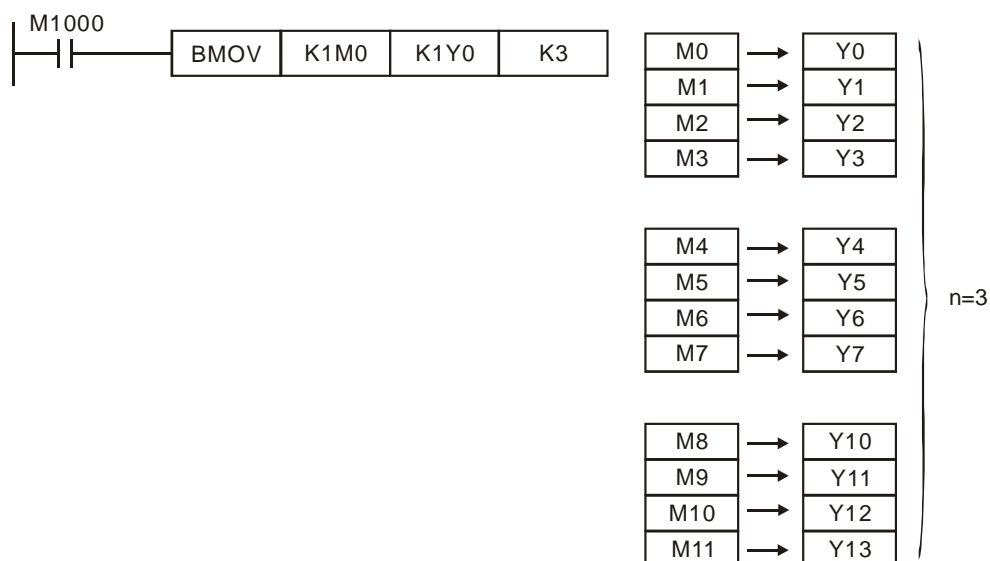 M1000
BMOV K1M0 K1Y0 K3
M0 Y0
M1 Y1
M2 Y2
M3 Y3
M4 Y4
M5 Y5
M6 Y6
M7 Y7
n=3
M8 Y10
M9 Y11
M10 Y12
M11 Y13